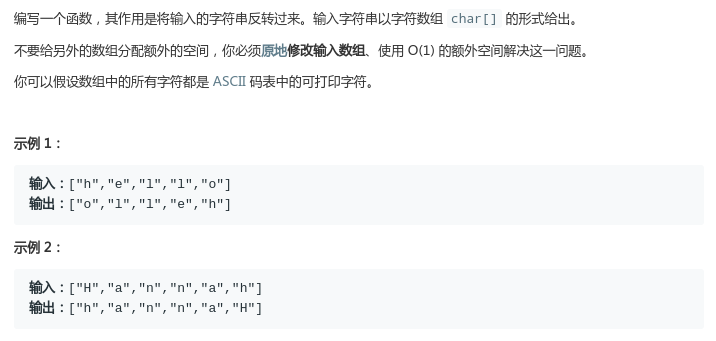 编写一个函数，其作用是将输入的字符串反转过来。输入字符串以字符数组 char[] 的形式给出。
不要给另外的数组分配额外的空间，你必须原地修改输入数组、使用 O(1) 的额外空间解决这一问题。
你可以假设数组中的所有字符都是 ASCII 码表中的可打印字符。
示例 1：
输入：["h","e","l","l","o"]
输出：["o","l","l","e","h"]
示例 2：
输入：["H","a","n","n","a","h"]
输出：["h","a","n","n","a","H"]